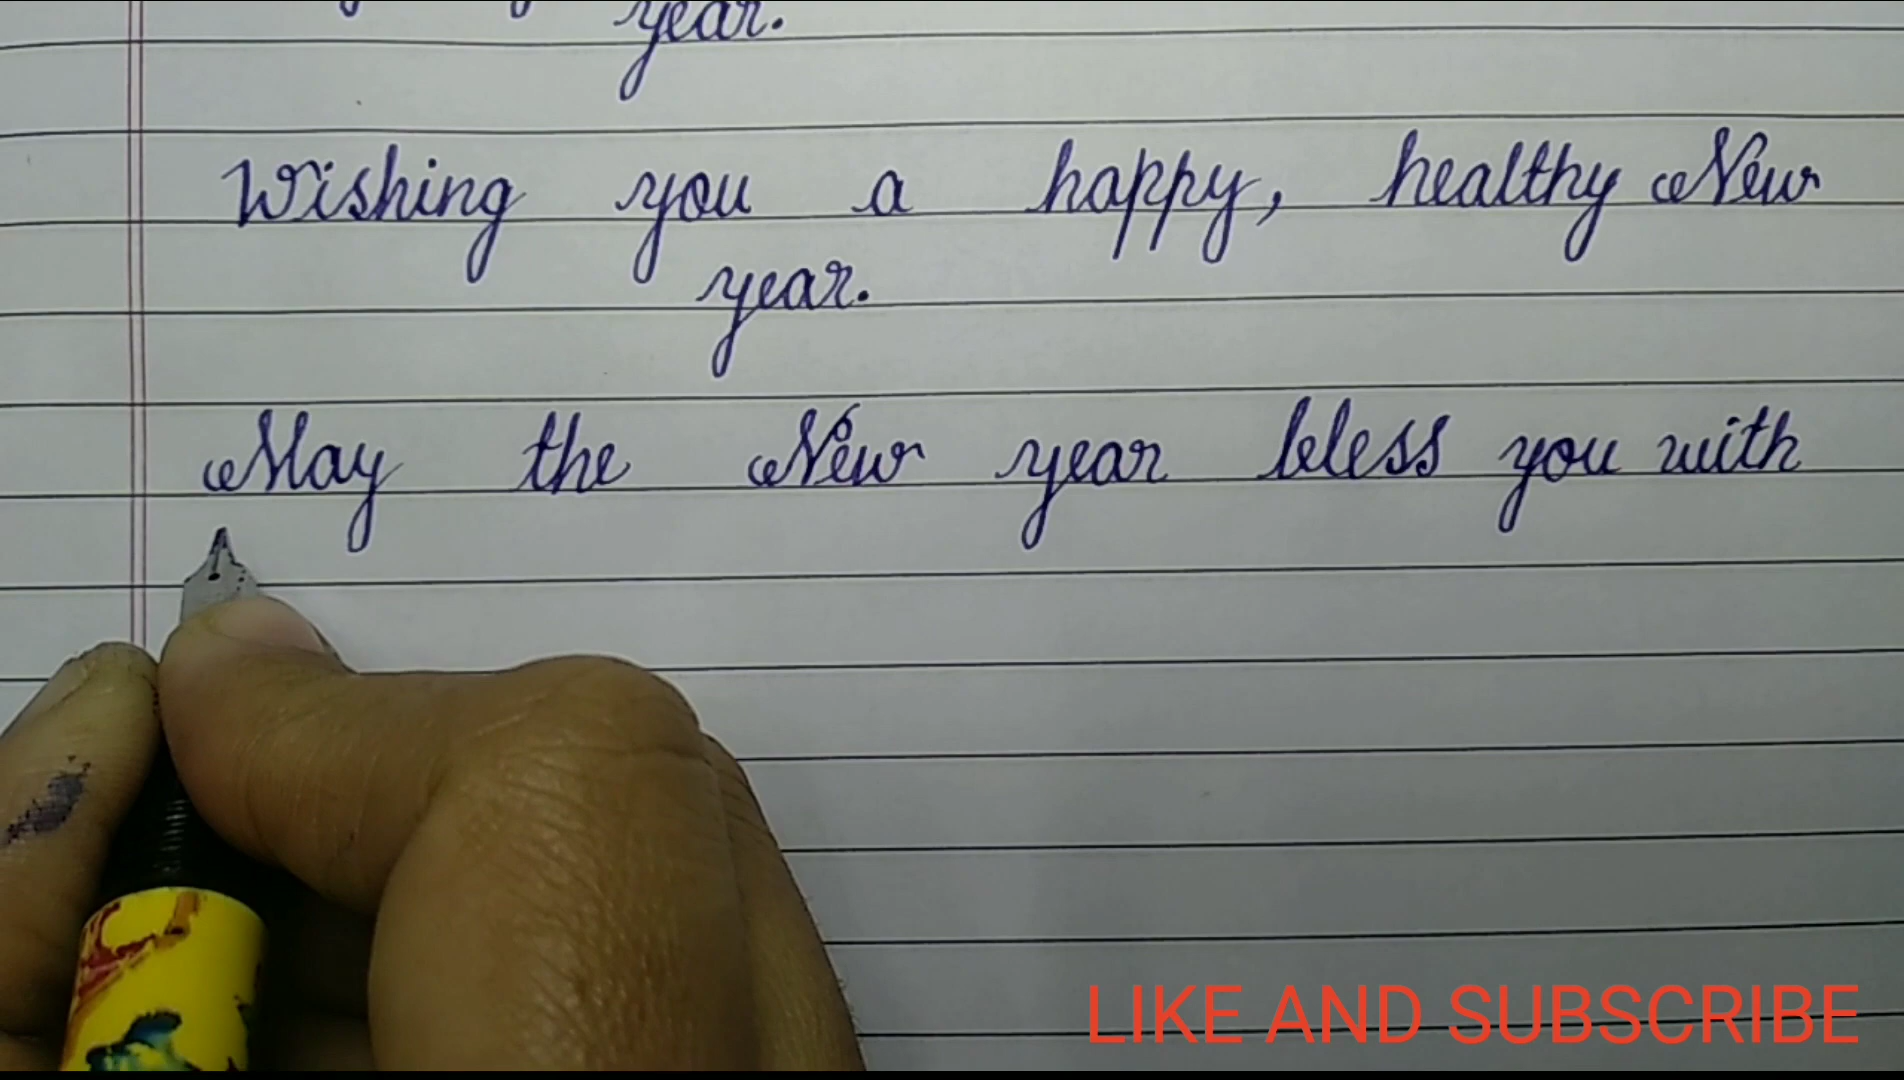 year.
Wishing you a happy, healthy New
year.
May the New year bless you with
LIKE AND SUBSCRIBE